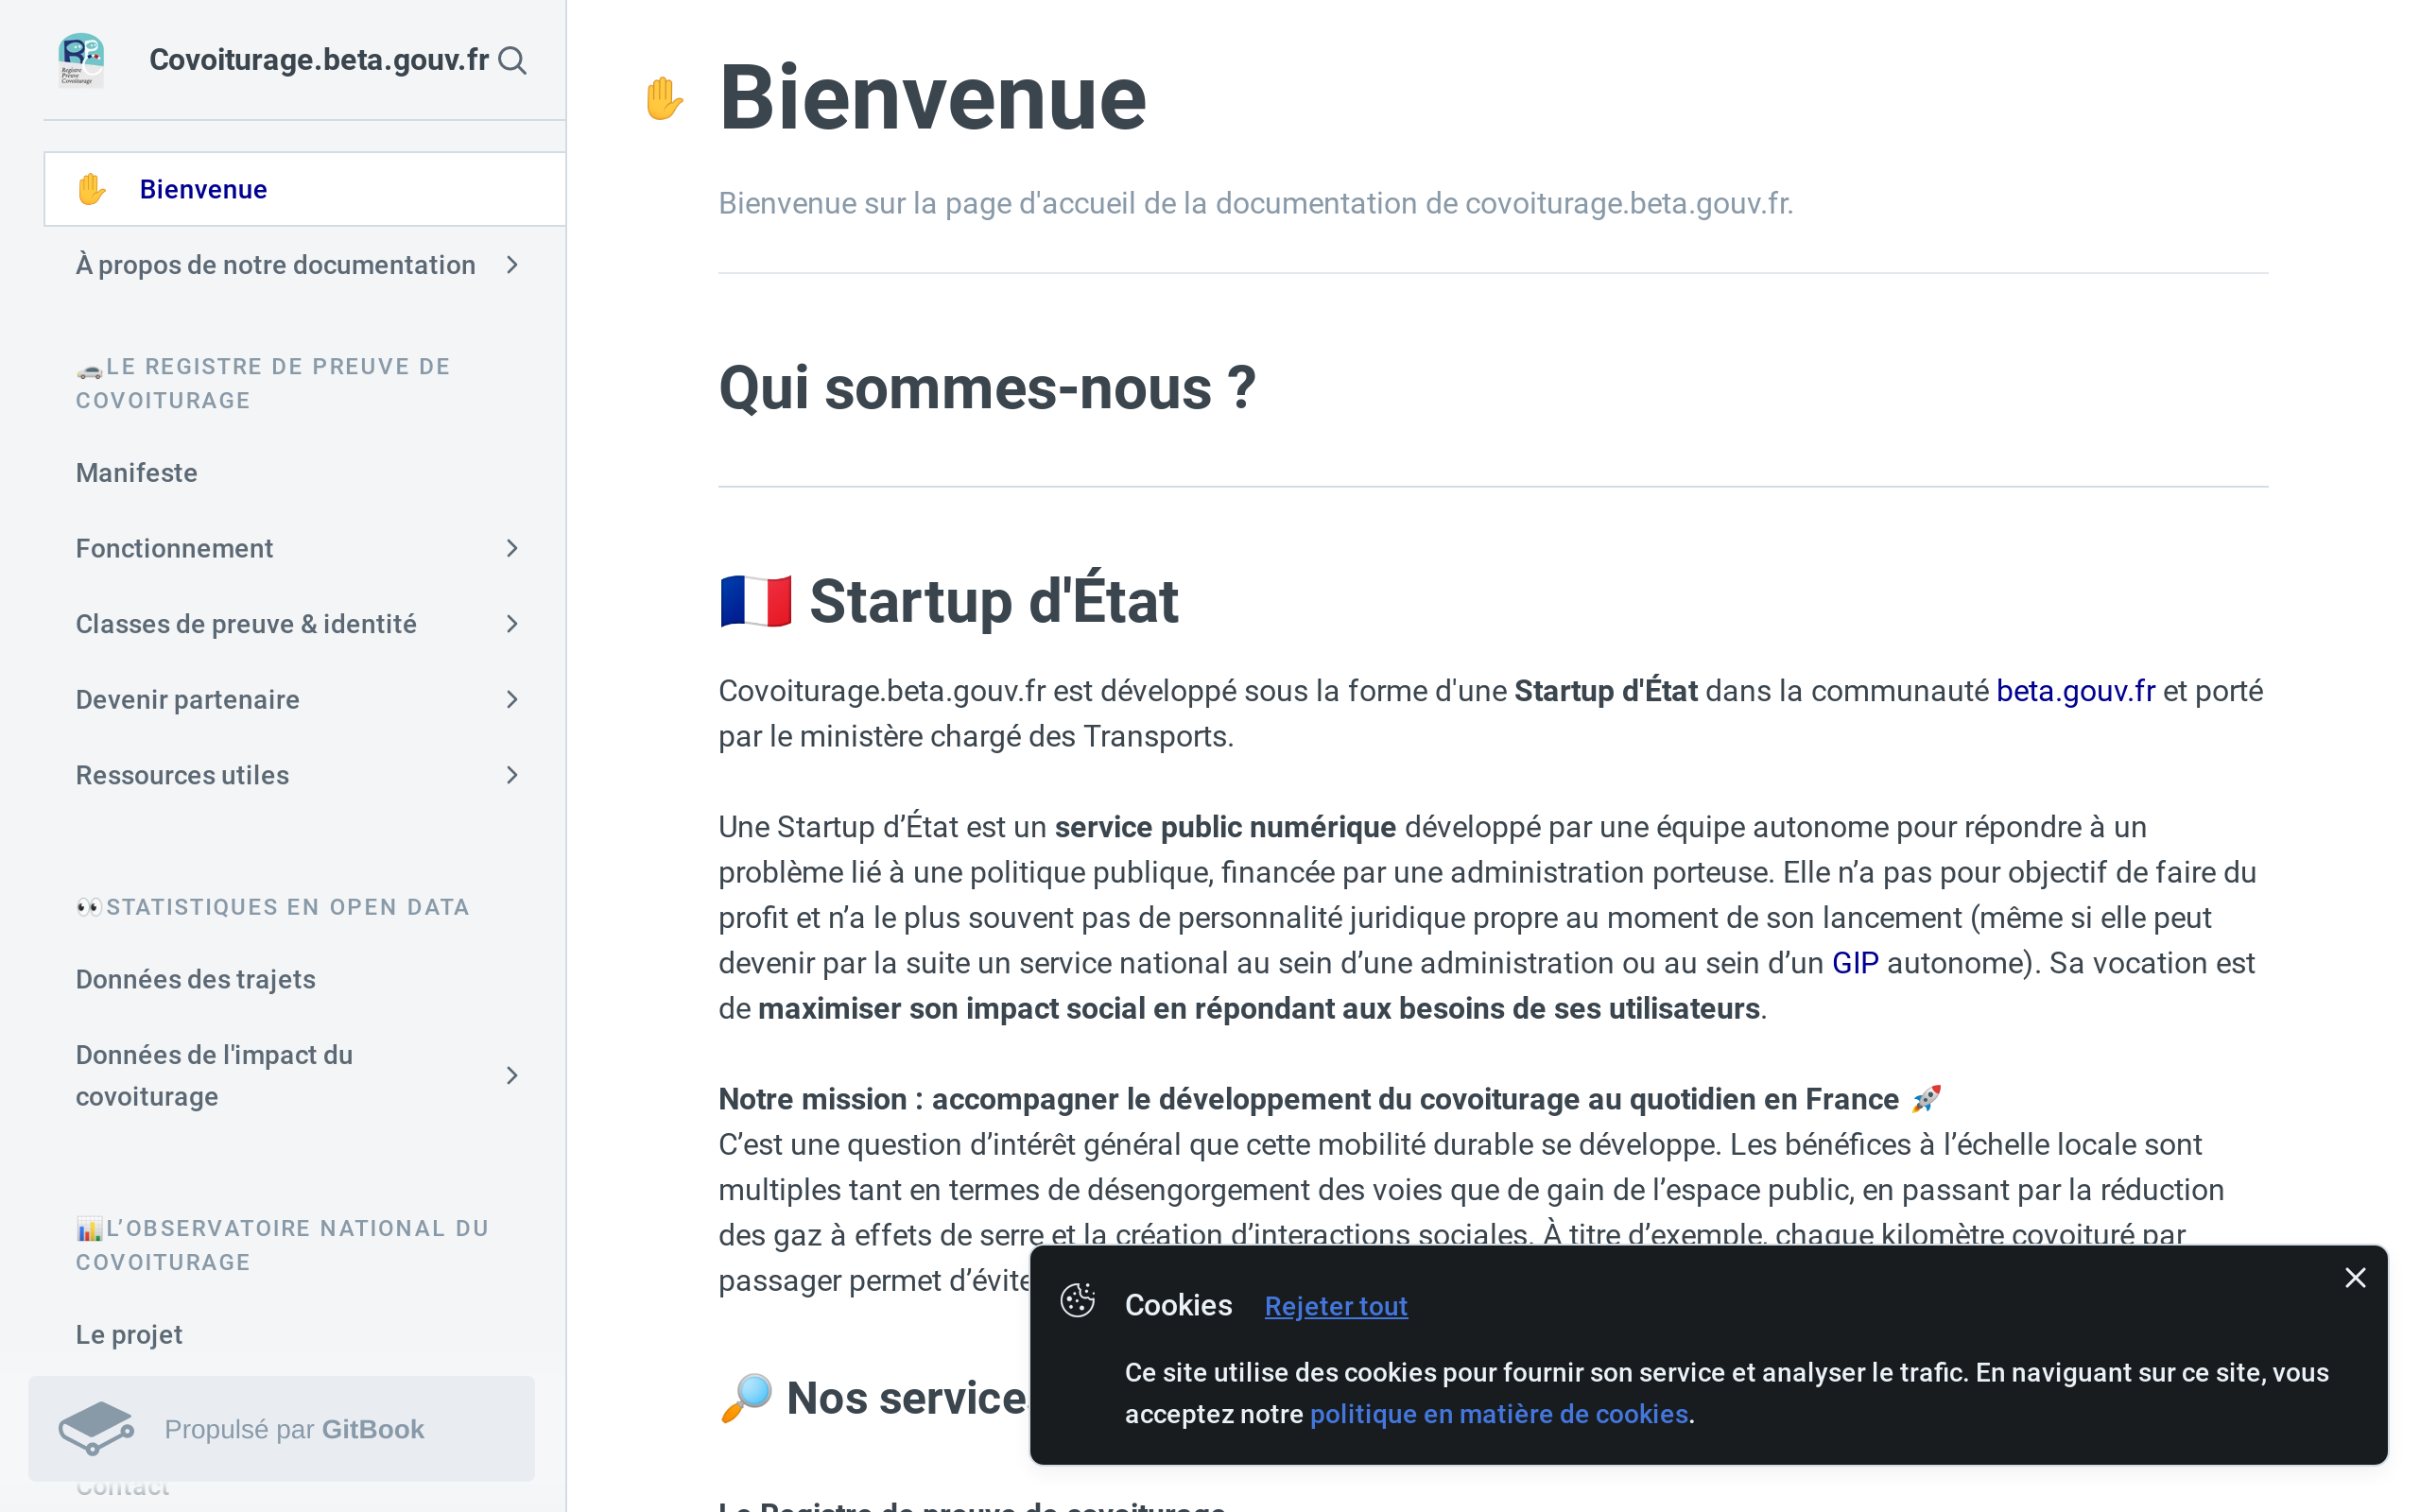 Covoiturage.beta.gouv.fr
Bienvenue
À propos de notre documentation
LE REGISTRE DE PREUVE DE
COVOITURAGE
Manifeste
Fonctionnement
Classes de preuve & identité
Devenir partenaire
Ressources utiles
STATISTIQUES EN OPEN DATA
Données des trajets
Données de l'impact du
covoiturage
L’OBSERVATOIRE NATIONAL DU
COVOITURAGE
Le projet
Propulsé par GitBook
Contact
Bienvenue
Bienvenue sur la page d'accueil de la documentation de covoiturage.beta.gouv.fr.
Qui sommes-nous ?
Startup d'État
Covoiturage.beta.gouv.fr est développé sous la forme d'une Startup d'État dans la communauté beta.gouv.fr et porté
par le ministère chargé des Transports.
Une Startup d’État est un service public numérique développé par une équipe autonome pour répondre à un
problème lié à une politique publique, financée par une administration porteuse. Elle n’a pas pour objectif de faire du
profit et n’a le plus souvent pas de personnalité juridique propre au moment de son lancement (même si elle peut
devenir par la suite un service national au sein d’une administration ou au sein d’un GIP autonome). Sa vocation est
de maximiser son impact social en répondant aux besoins de ses utilisateurs.
Notre mission : accompagner le développement du covoiturage au quotidien en France 🚀
C’est une question d’intérêt général que cette mobilité durable se développe. Les bénéfices à l’échelle locale sont
multiples tant en termes de désengorgement des voies que de gain de l’espace public, en passant par la réduction
des gaz à effets de serre et la création d’interactions sociales. À titre d’exemple, chaque kilomètre covoituré par
passager permet d’évite
Nos services
Le Registre de preuve de covoiturage
Cookies Rejeter tout
Ce site utilise des cookies pour fournir son service et analyser le trafic. En naviguant sur ce site, vous
acceptez notre politique en matière de cookies.